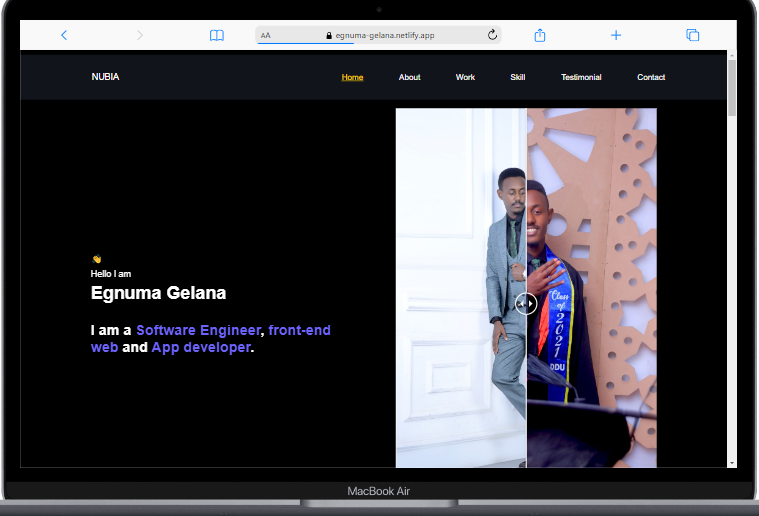 AA egnuma-gelana.netlify.app
NUBIA Home About Work Skill Testimonial Contact
👋
Hello I am
Egnuma Gelana
I am a Software Engineer, front-end
web and App developer.
Class
of
2021
DDU
MacBook Air